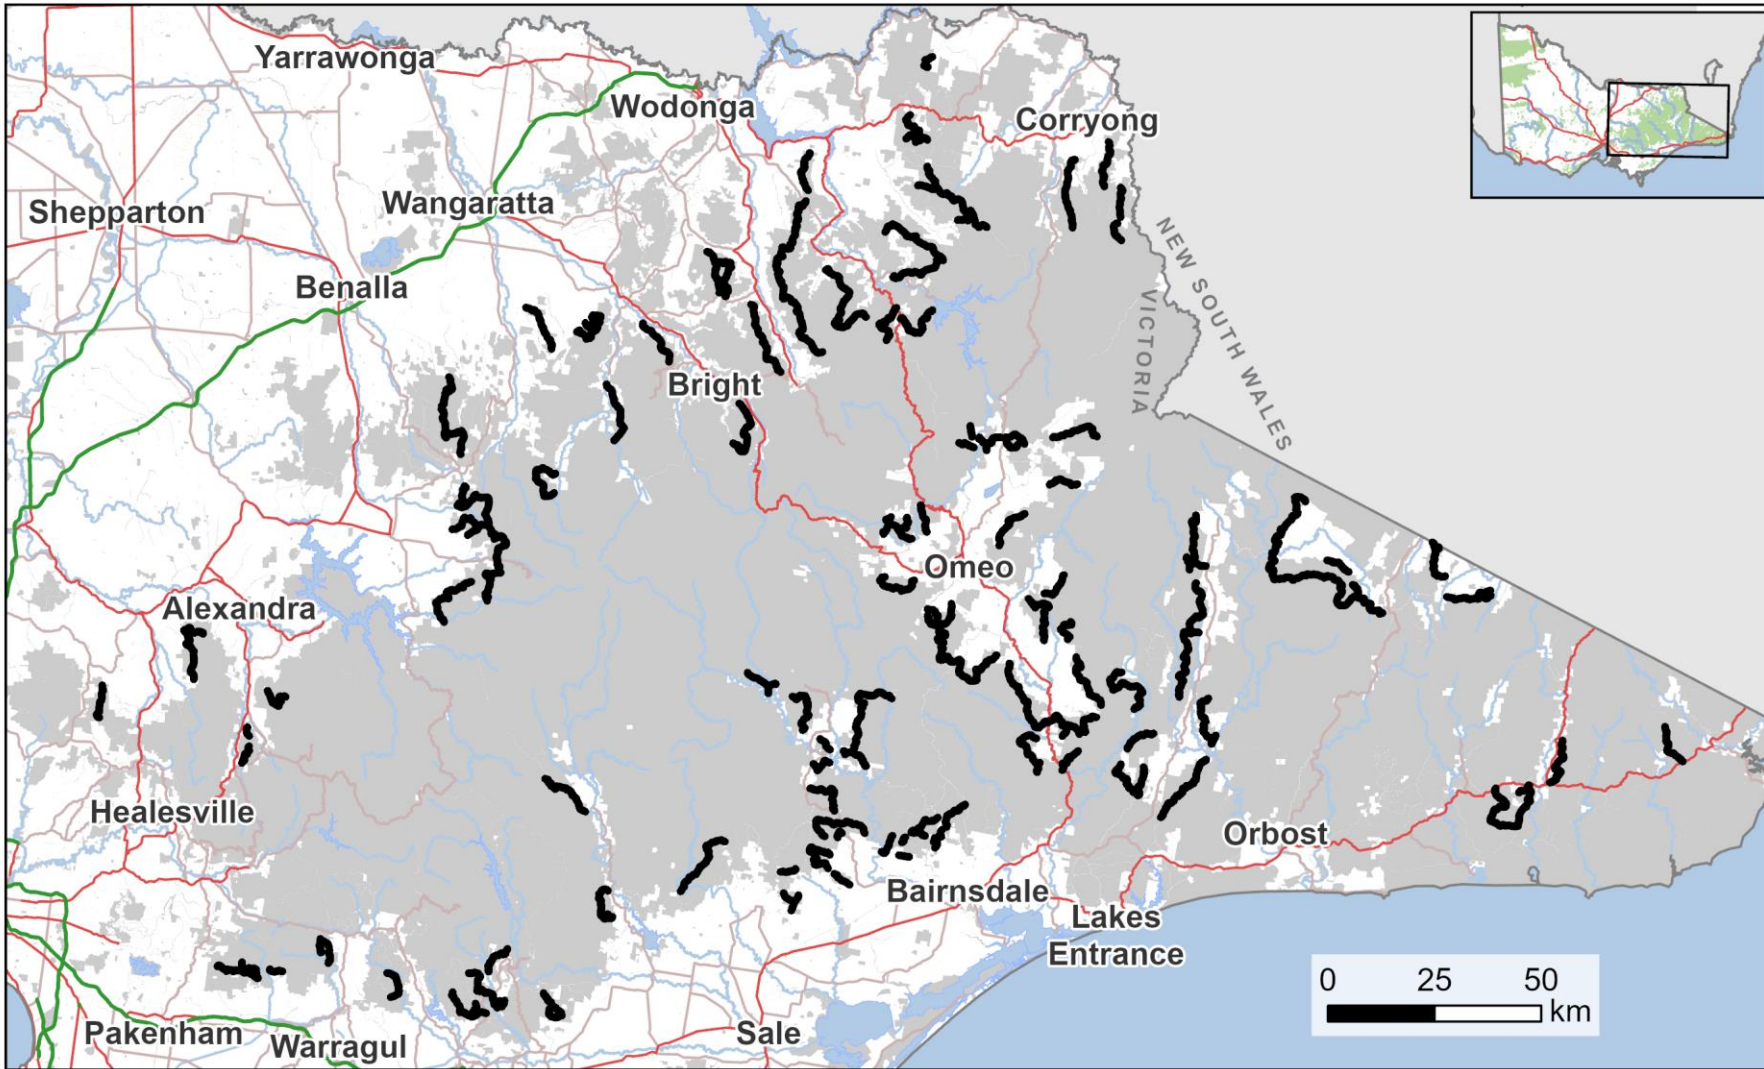 Yarrawonga
Wodonga
Corryong
Shepparton
Wangaratta
NEW SOUTH WALES
VICTORIA
Benalla
Bright
Omeo
Alexandra
Healesville
Orbost
Bairnsdale
Lakes
Entrance
0 25 50
km
Pakenham
Warragul
Sale